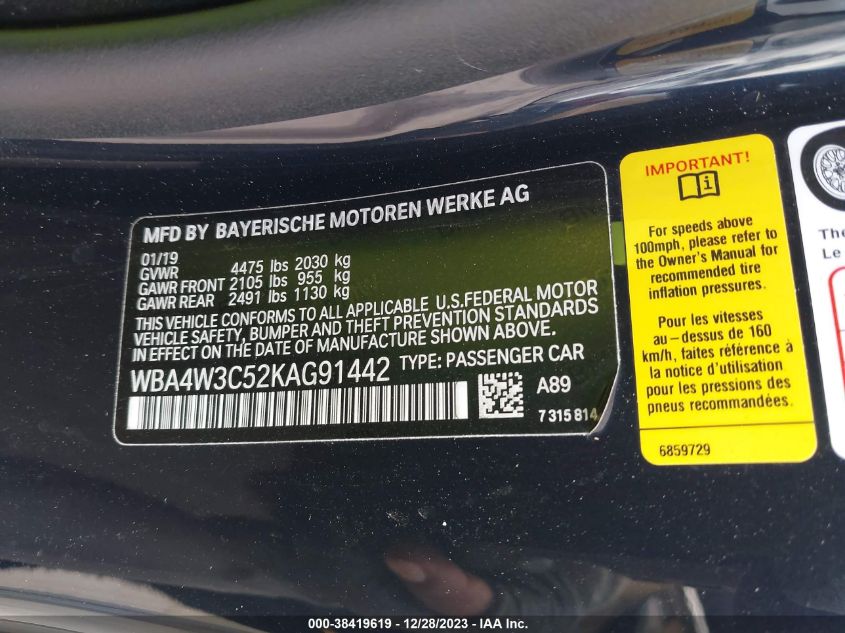 MFD BY BAYERISCHE MOTOREN WERKE AG
01/19
GVWR 4475 lbs 2030 kg
GAWR FRONT 2105 lbs 955 kg
GAWR REAR 2491 lbs 1130 kg
THIS VEHICLE CONFORMS TO ALL APPLICABLE U.S.FEDERAL MOTOR
VEHICLE SAFETY, BUMPER AND THEFT PREVENTION STANDARDS
IN EFFECT ON THE DATE OF MANUFACTURE SHOWN ABOVE.
WBA4W3C52KAG91442 TYPE: PASSENGER CAR
A89
7 315 814
IMPORTANT!
For speeds above
100mph, please refer to
the Owner's Manual for
recommended tire
inflation pressures.
Pour les vitesses
au-dessus de 160
km/h, faites référence à
la notice pour les
pressions des
pneus recommandées.
6859729
The
Le
©-38419619 - 12/28/2023 - IAA Inc.